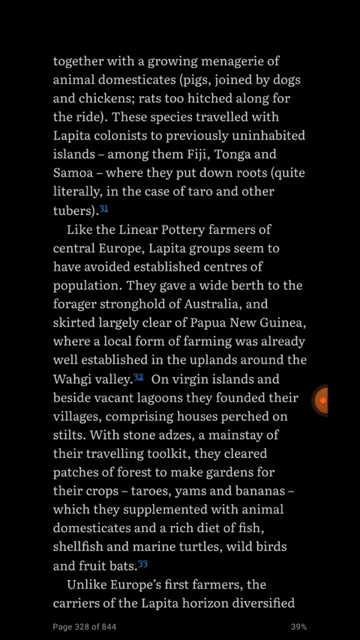 together with a growing menagerie of
animal domesticates (pigs, joined by dogs
and chickens; rats too hitched along for
the ride). These species travelled with
Lapita colonists to previously uninhabited
islands – among them Fiji, Tonga and
Samoa – where they put down roots (quite
literally, in the case of taro and other
tubers).31
Like the Linear Pottery farmers of
central Europe, Lapita groups seem to
have avoided established centres of
population. They gave a wide berth to the
forager stronghold of Australia, and
skirted largely clear of Papua New Guinea,
where a local form of farming was already
well established in the uplands around the
Wahgi valley.32 On virgin islands and
beside vacant lagoons they founded their
villages, comprising houses perched on
stilts. With stone adzes, a mainstay of
their travelling toolkit, they cleared
patches of forest to make gardens for
their crops – taroes, yams and bananas –
which they supplemented with animal
domesticates and a rich diet of fish,
shellfish and marine turtles, wild birds
and fruit bats.33
Unlike Europe's first farmers, the
carriers of the Lapita horizon diversified
Page 328 of 844 39%